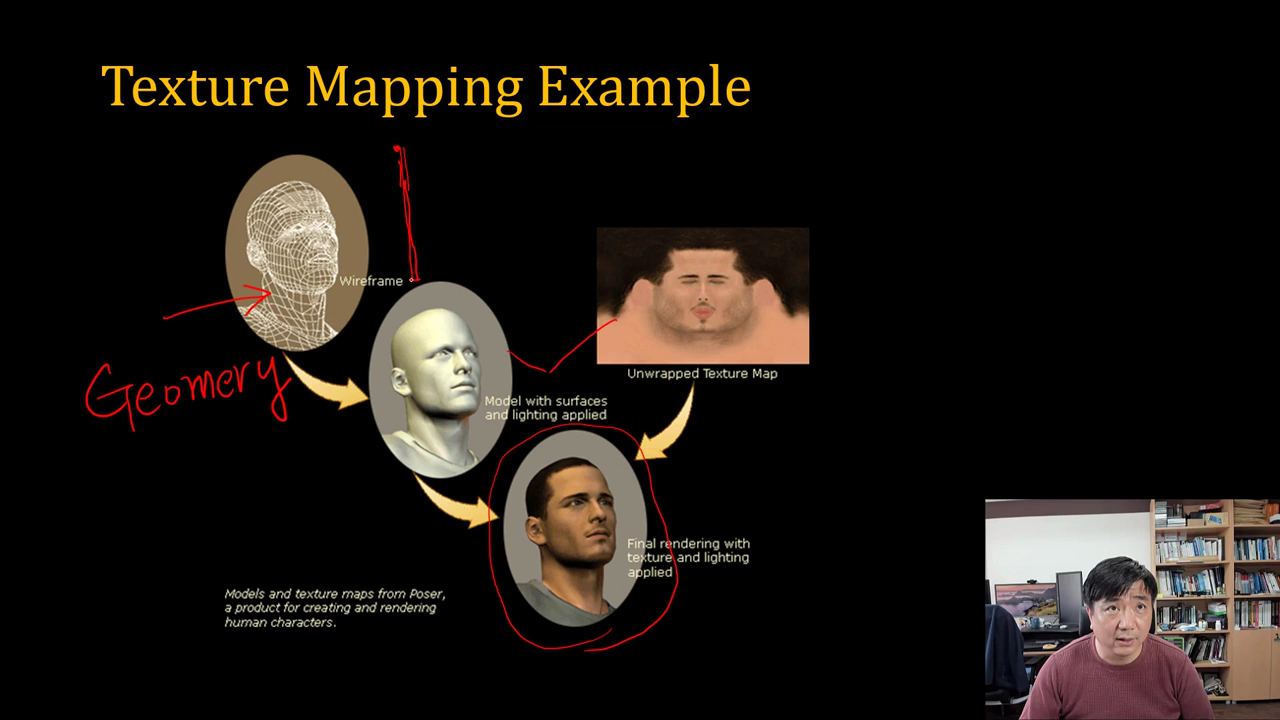 Texture Mapping Example
Wireframe
Geomery
Unwrapped Texture Map
Model with surfaces
and lighting applied
Final rendering with
texture and lighting
applied
Models and texture maps from Poser,
a product for creating and rendering
human characters.